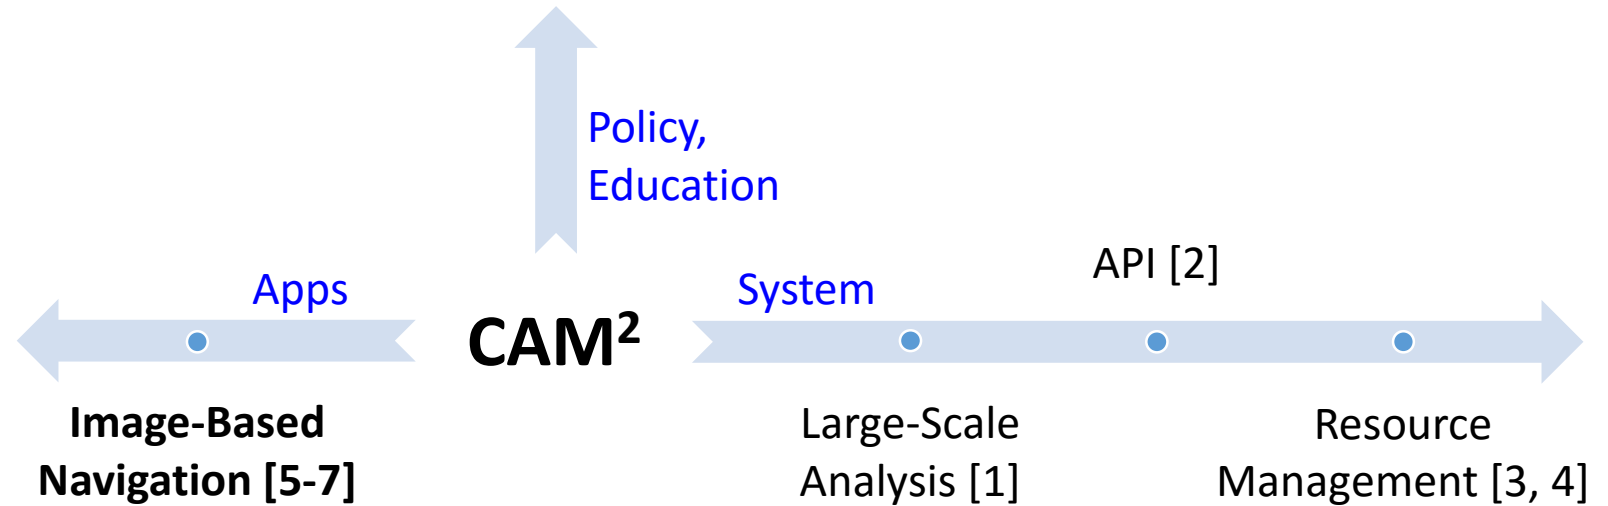 Policy,
Education
Apps
System
API [2]
CAM²
Image-Based
Navigation [5-7]
Large-Scale
Analysis [1]
Resource
Management [3, 4]